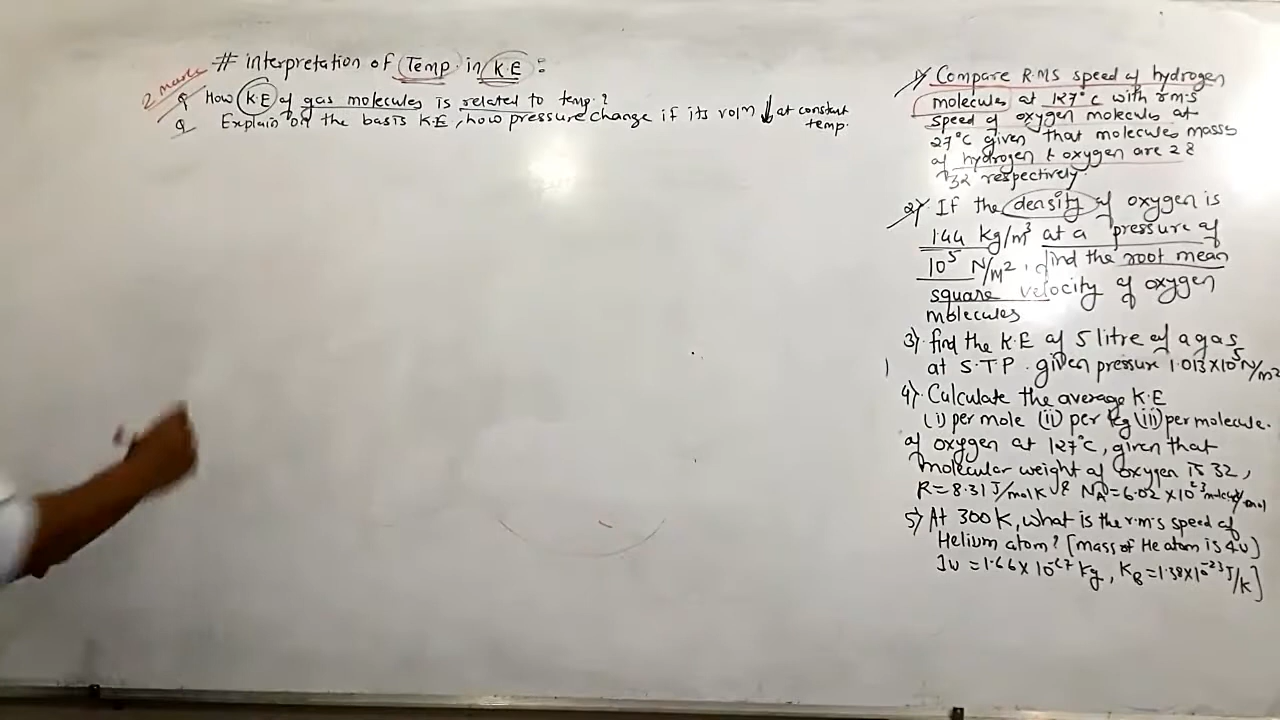 # interpretation of Temp. in K.E :
2 marks
Q How K.E of gas molecules is related to temp.?
Q Explain on the basis K.E, how pressure change if its volm ↓ at constant
temp.
1) Compare R.M.S speed of hydrogen
molecules at 127°C with r.m.s
speed of oxygen molecules at
27°C given that molecules masses
of hydrogen & oxygen are 2 &
32 respectively.
2) If the density of oxygen is
1.44 kg/m³ at a pressure of
10⁵ N/m², find the root mean
square velocity of oxygen
molecules
3) find the K.E of 5 litre of a gas
at S.T.P. given pressure 1.013×10⁵ N/m²
4) Calculate the average K.E
(i) per mole (ii) per kg (iii) per molecule.
of oxygen at 127°C, given that
molecular weight of oxygen is 32,
R=8.31 J/mol K & NA=6.02×10²³ molecules/mol
5) At 300 K, what is the r.m.s speed of
Helium atom? [mass of He atom is 4u]
1u = 1.66×10⁻²⁷ kg, KB=1.38×10⁻²³ J/K]